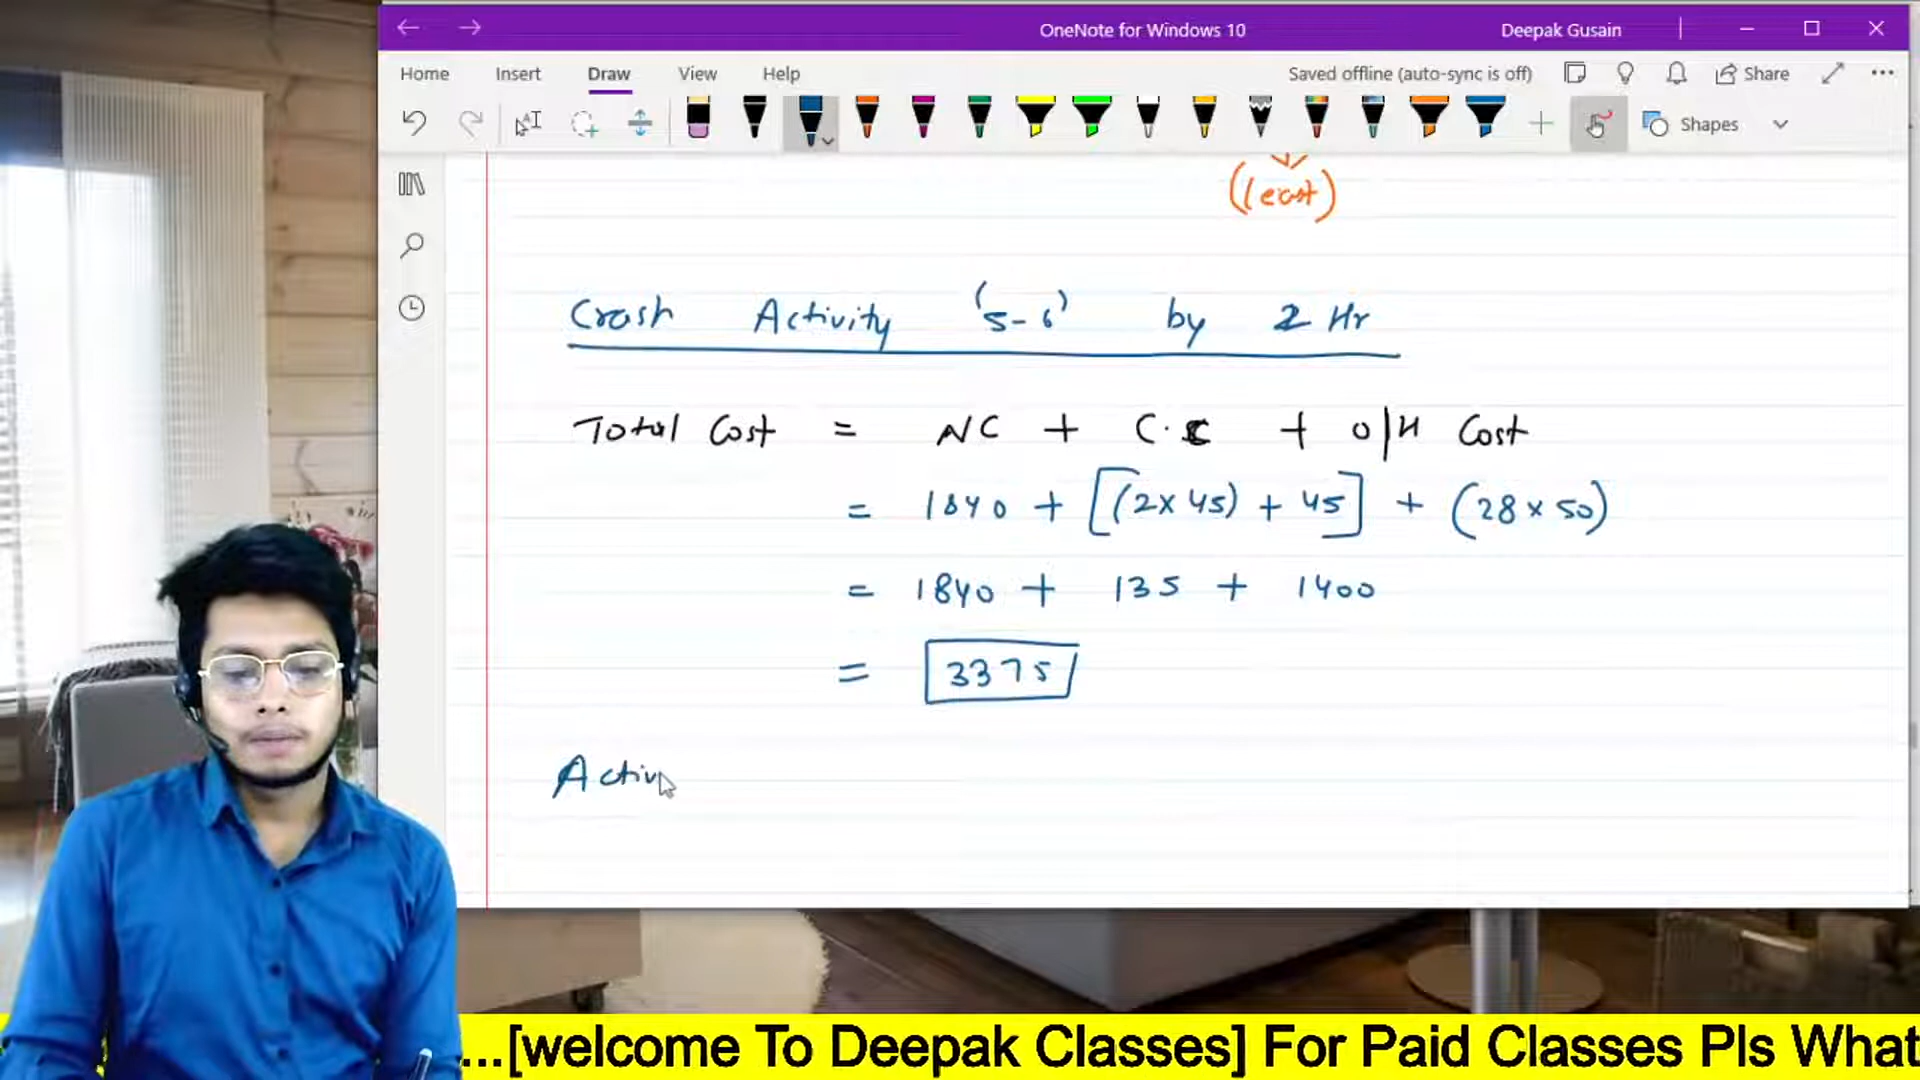 OneNote for Windows 10 Deepak Gusain
Home Insert Draw View Help Saved offline (auto-sync is off) Share
Shapes
(least)
Crash Activity '5-6' by 2 Hr
Total Cost = NC + C.C + O/H Cost
= 1840 + [(2x45) + 45] + (28 x 50)
= 1840 + 135 + 1400
= 3375
Activ
...[welcome To Deepak Classes] For Paid Classes Pls What